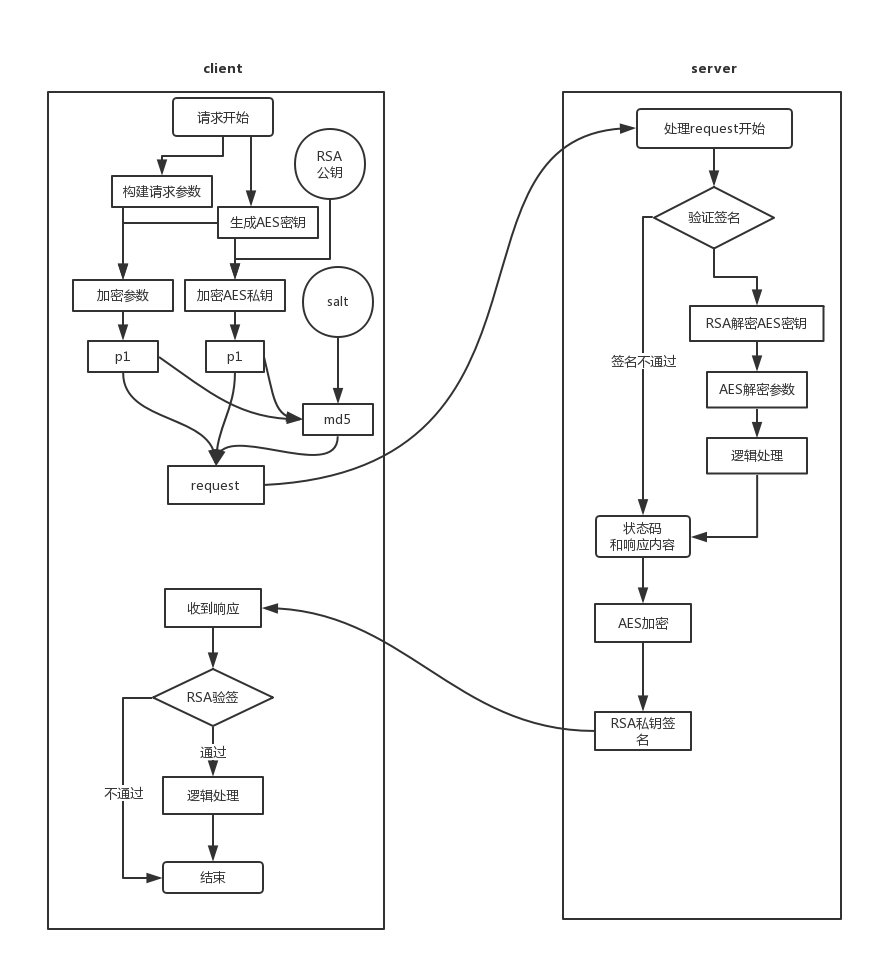 client
请求开始
RSA
公钥
构建请求参数
生成AES密钥
加密参数
加密AES私钥
salt
p1
p1
md5
request
收到响应
RSA验签
通过
不通过
逻辑处理
结束
server
处理request开始
验证签名
签名不通过
RSA解密AES密钥
AES解密参数
逻辑处理
状态码
和响应内容
AES加密
RSA私钥签
名